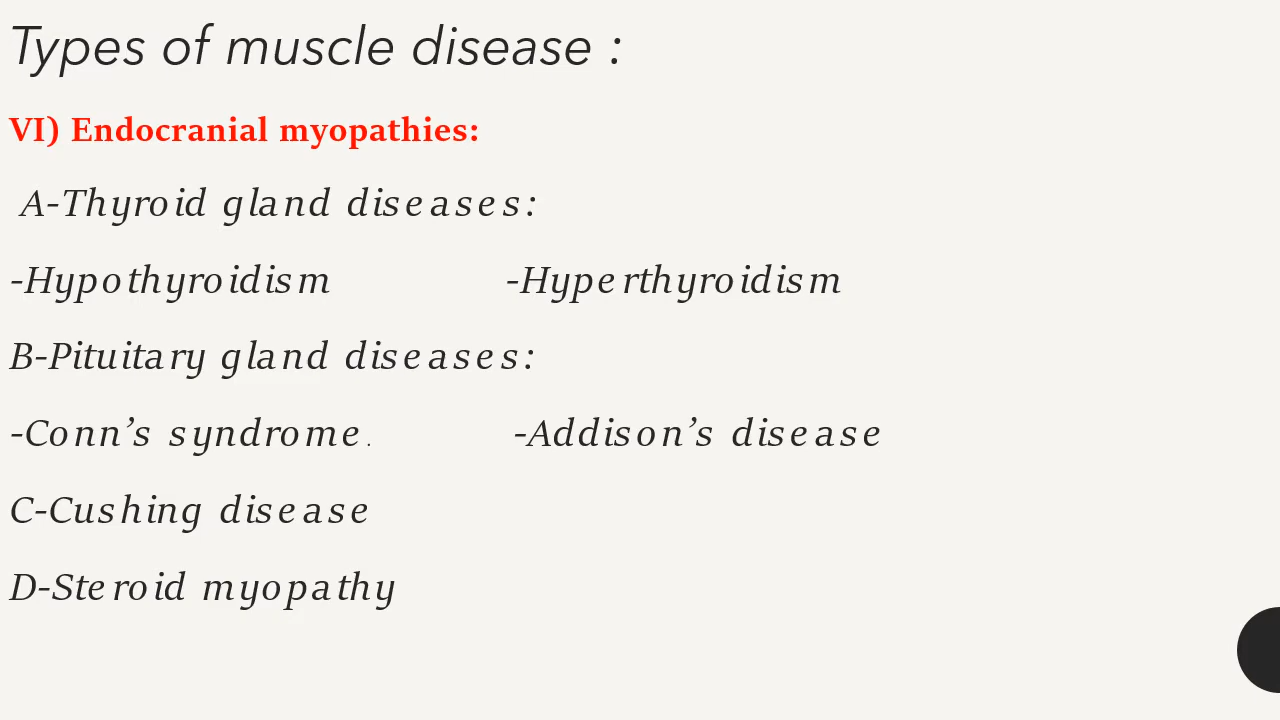 Types of muscle disease :
VI) Endocranial myopathies:
A-Thyroid gland diseases:
-Hypothyroidism -Hyperthyroidism
B-Pituitary gland diseases:
-Conn’s syndrome. -Addison’s disease
C-Cushing disease
D-Steroid myopathy